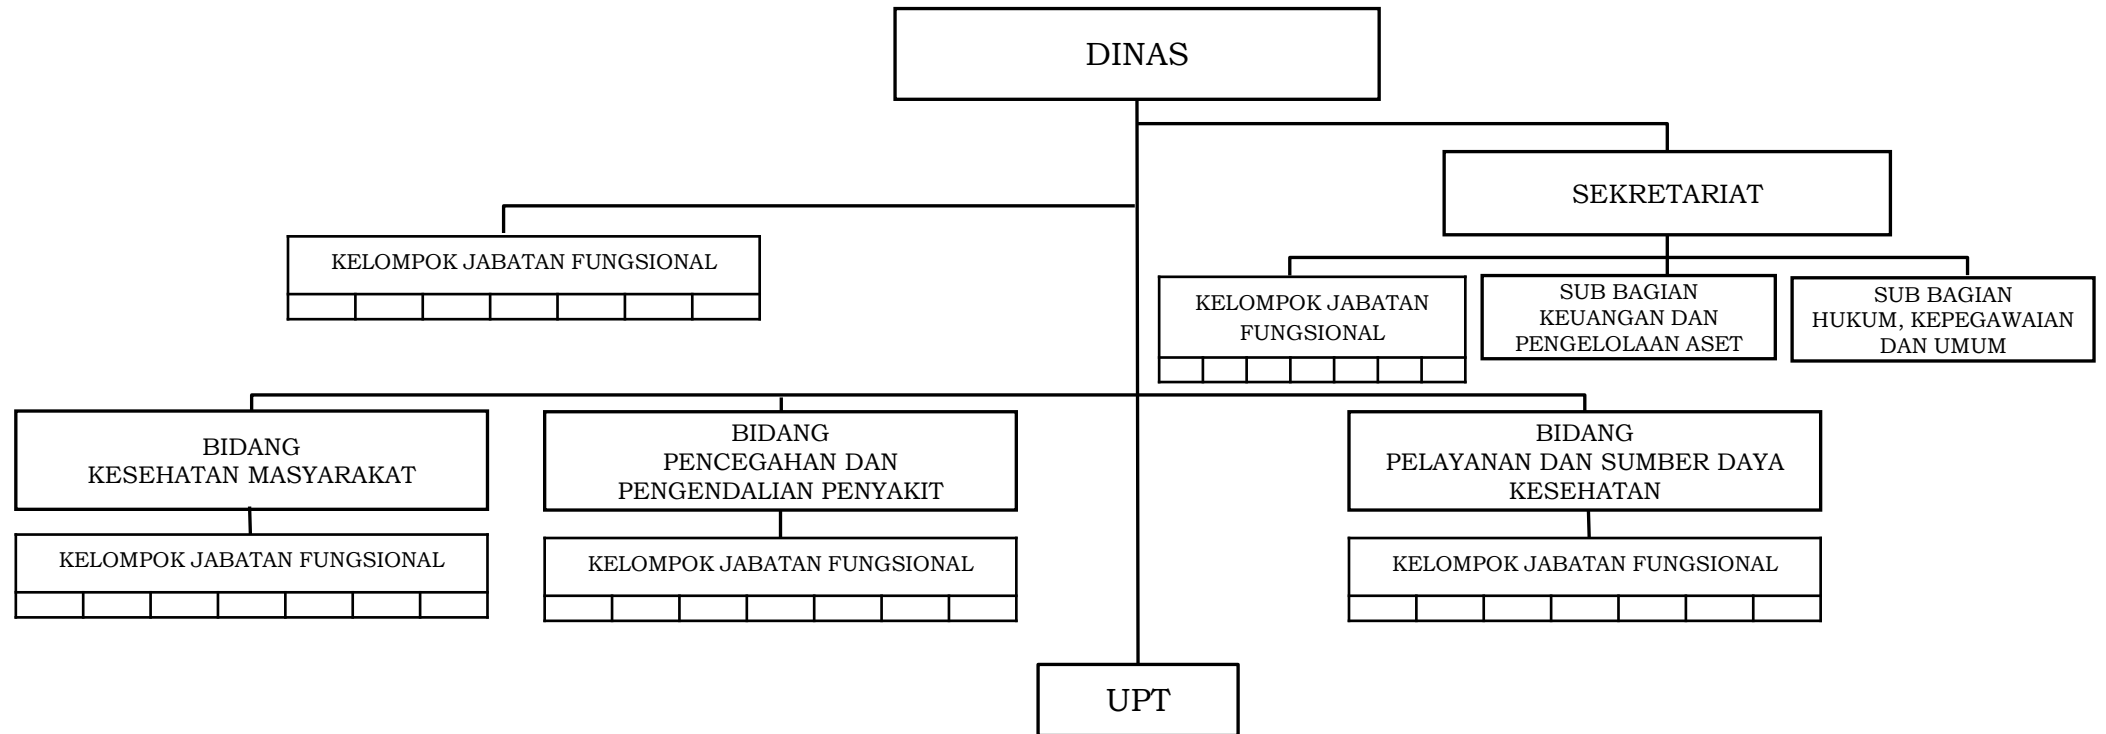 DINAS
SEKRETARIAT
KELOMPOK JABATAN FUNGSIONAL
KELOMPOK JABATAN
FUNGSIONAL
SUB BAGIAN
KEUANGAN DAN
PENGELOLAAN ASET
SUB BAGIAN
HUKUM, KEPEGAWAIAN
DAN UMUM
BIDANG
KESEHATAN MASYARAKAT
BIDANG
PENCEGAHAN DAN
PENGENDALIAN PENYAKIT
BIDANG
PELAYANAN DAN SUMBER DAYA
KESEHATAN
KELOMPOK JABATAN FUNGSIONAL
KELOMPOK JABATAN FUNGSIONAL
KELOMPOK JABATAN FUNGSIONAL
UPT